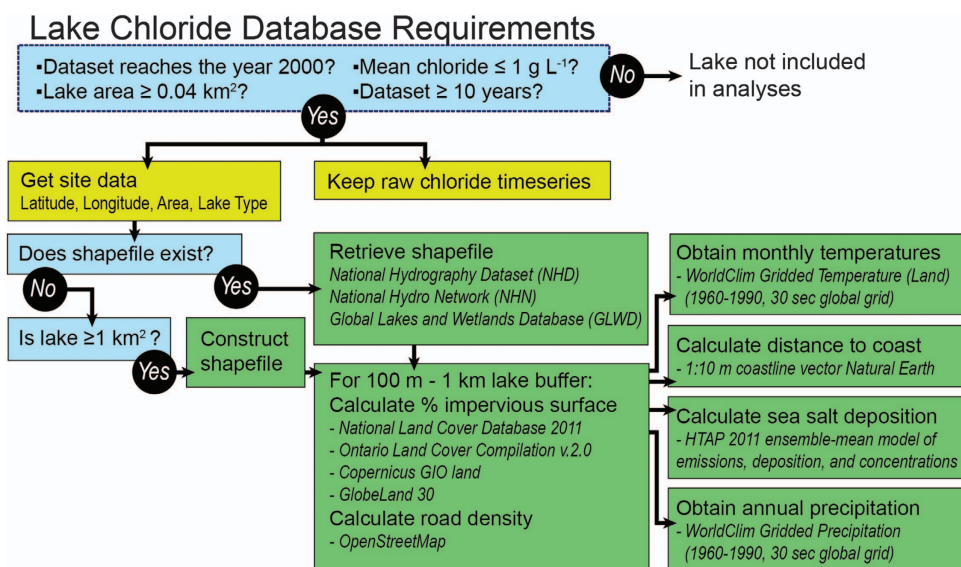 Lake Chloride Database Requirements
▪Dataset reaches the year 2000? ▪Mean chloride ≤ 1 g L⁻¹?
▪Lake area ≥ 0.04 km²? ▪Dataset ≥ 10 years?
No
Lake not included
in analyses
Yes
Get site data
Latitude, Longitude, Area, Lake Type
Keep raw chloride timeseries
Does shapefile exist?
No
Yes
Is lake ≥1 km²?
Yes
Construct
shapefile
Retrieve shapefile
National Hydrography Dataset (NHD)
National Hydro Network (NHN)
Global Lakes and Wetlands Database (GLWD)
For 100 m - 1 km lake buffer:
Calculate % impervious surface
- National Land Cover Database 2011
- Ontario Land Cover Compilation v.2.0
- Copernicus GIO land
- GlobeLand 30
Calculate road density
- OpenStreetMap
Obtain monthly temperatures
- WorldClim Gridded Temperature (Land)
(1960-1990, 30 sec global grid)
Calculate distance to coast
- 1:10 m coastline vector Natural Earth
Calculate sea salt deposition
- HTAP 2011 ensemble-mean model of
emissions, deposition, and concentrations
Obtain annual precipitation
- WorldClim Gridded Precipitation
(1960-1990, 30 sec global grid)